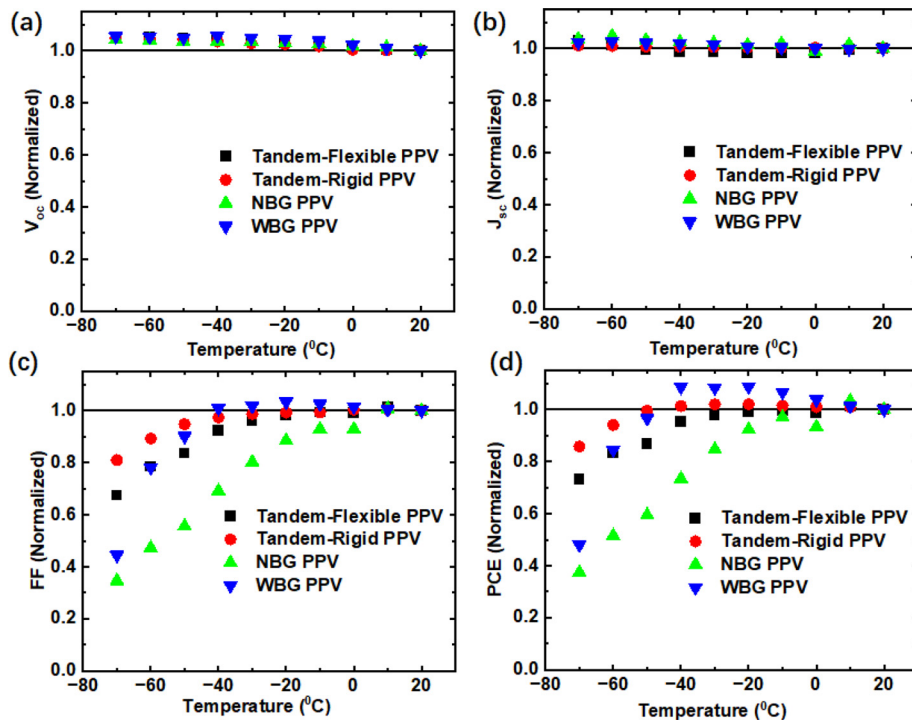 (a)
V_oc (Normalized)
1.0
0.8
0.6
0.4
0.2
0.0
Tandem-Flexible PPV
Tandem-Rigid PPV
NBG PPV
WBG PPV
−80 −60 −40 −20 0 20
Temperature (⁰C)
(b)
J_sc (Normalized)
1.0
0.8
0.6
0.4
0.2
0.0
Tandem-Flexible PPV
Tandem-Rigid PPV
NBG PPV
WBG PPV
−80 −60 −40 −20 0 20
Temperature (⁰C)
(c)
FF (Normalized)
1.0
0.8
0.6
0.4
0.2
0.0
Tandem-Flexible PPV
Tandem-Rigid PPV
NBG PPV
WBG PPV
−80 −60 −40 −20 0 20
Temperature (⁰C)
(d)
PCE (Normalized)
1.0
0.8
0.6
0.4
0.2
0.0
Tandem-Flexible PPV
Tandem-Rigid PPV
NBG PPV
WBG PPV
−80 −60 −40 −20 0 20
Temperature (⁰C)